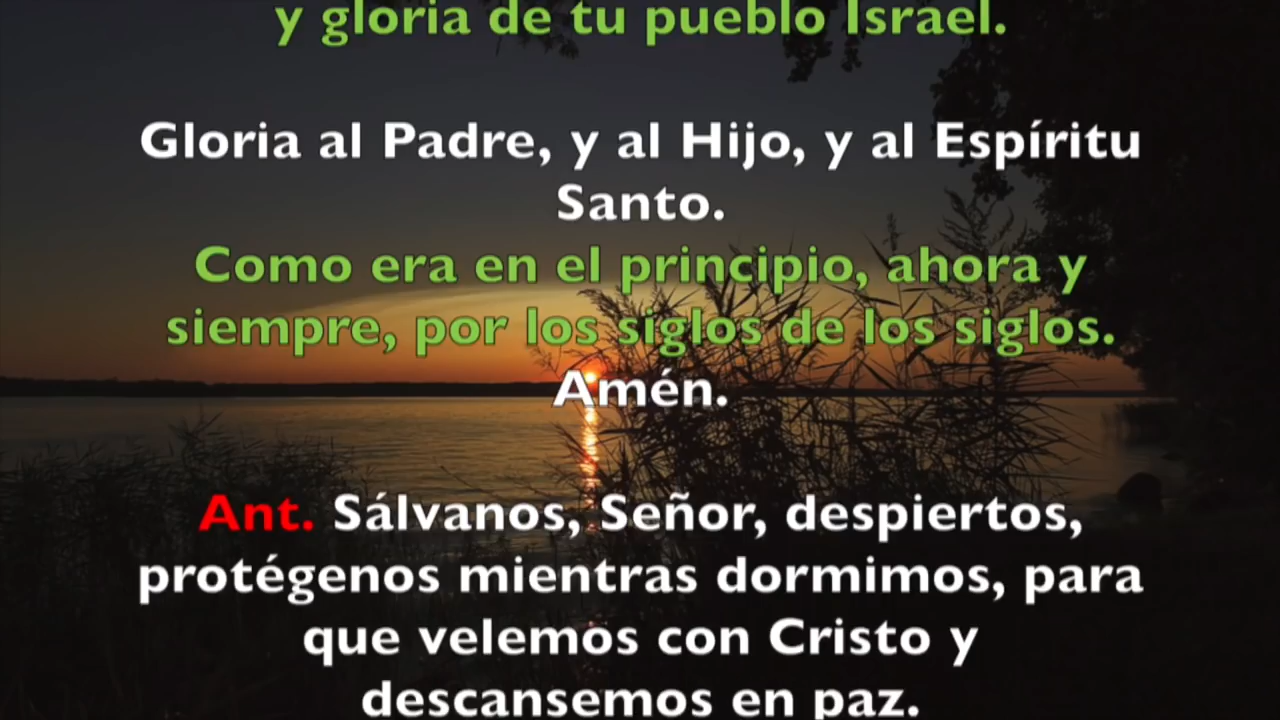 y gloria de tu pueblo Israel.
Gloria al Padre, y al Hijo, y al Espíritu
Santo.
Como era en el principio, ahora y
siempre, por los siglos de los siglos.
Amén.
Ant. Sálvanos, Señor, despiertos,
protégenos mientras dormimos, para
que velemos con Cristo y
descansemos en paz.